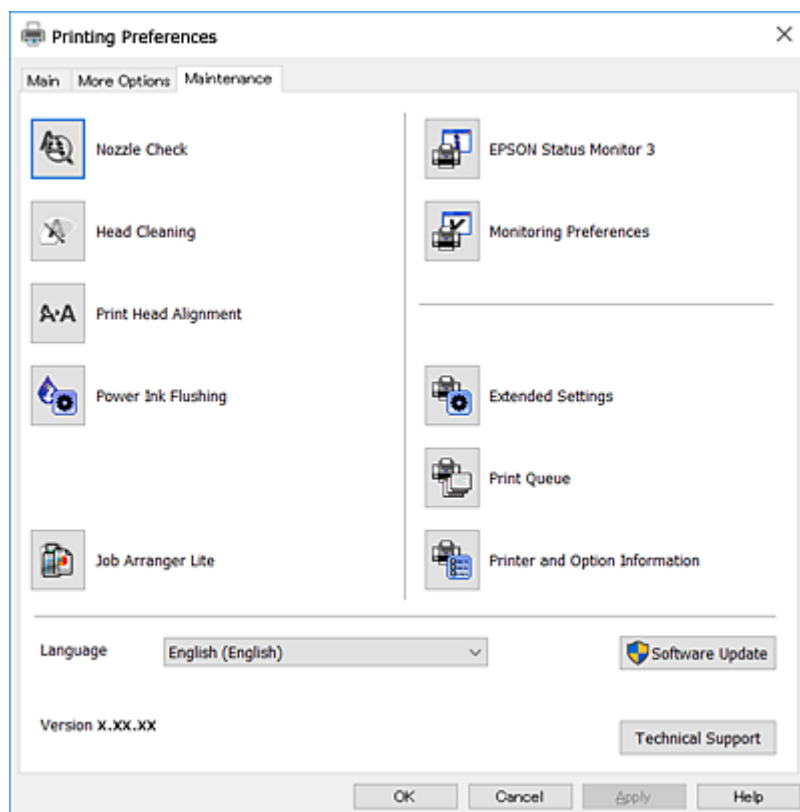 Printing Preferences
Main More Options Maintenance
Nozzle Check
Head Cleaning
A·A Print Head Alignment
Power Ink Flushing
Job Arranger Lite
EPSON Status Monitor 3
Monitoring Preferences
Extended Settings
Print Queue
Printer and Option Information
Language English (English) Software Update
Version x.xx.xx
Technical Support
OK Cancel Apply Help